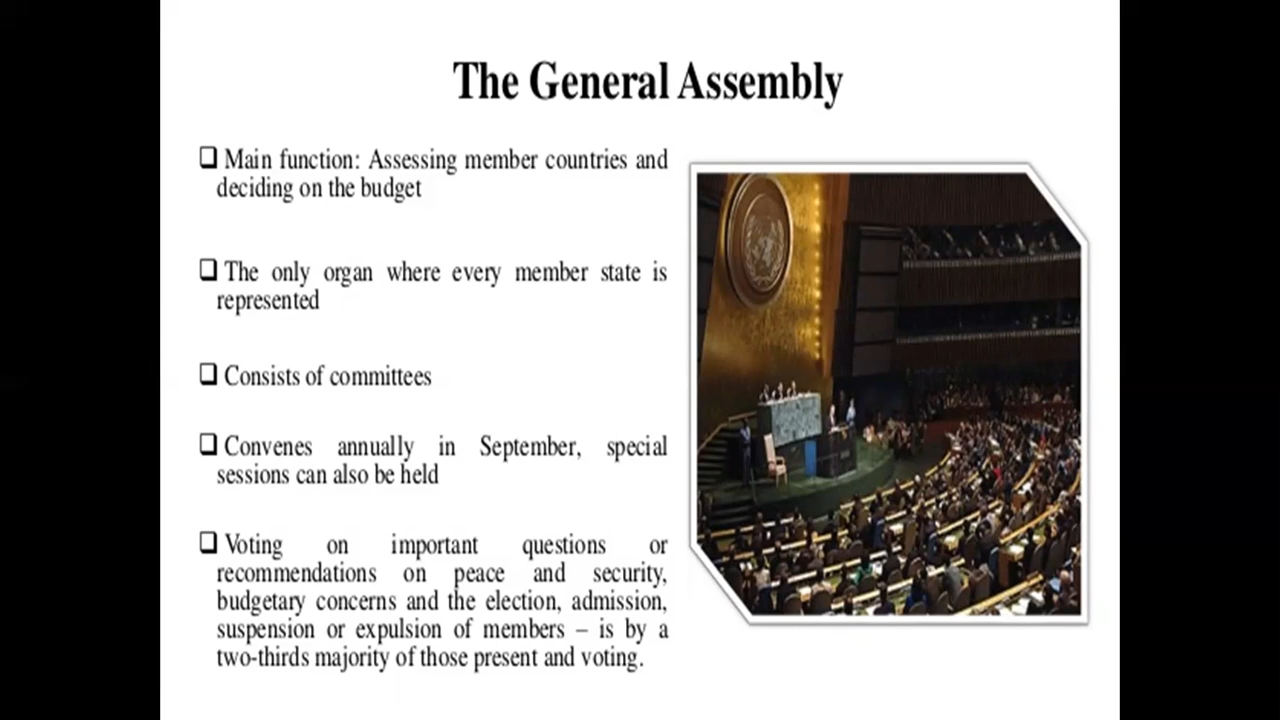 The General Assembly
❑ Main function: Assessing member countries and
deciding on the budget
❑ The only organ where every member state is
represented
❑ Consists of committees
❑ Convenes annually in September, special
sessions can also be held
❑ Voting on important questions or
recommendations on peace and security,
budgetary concerns and the election, admission,
suspension or expulsion of members – is by a
two-thirds majority of those present and voting.